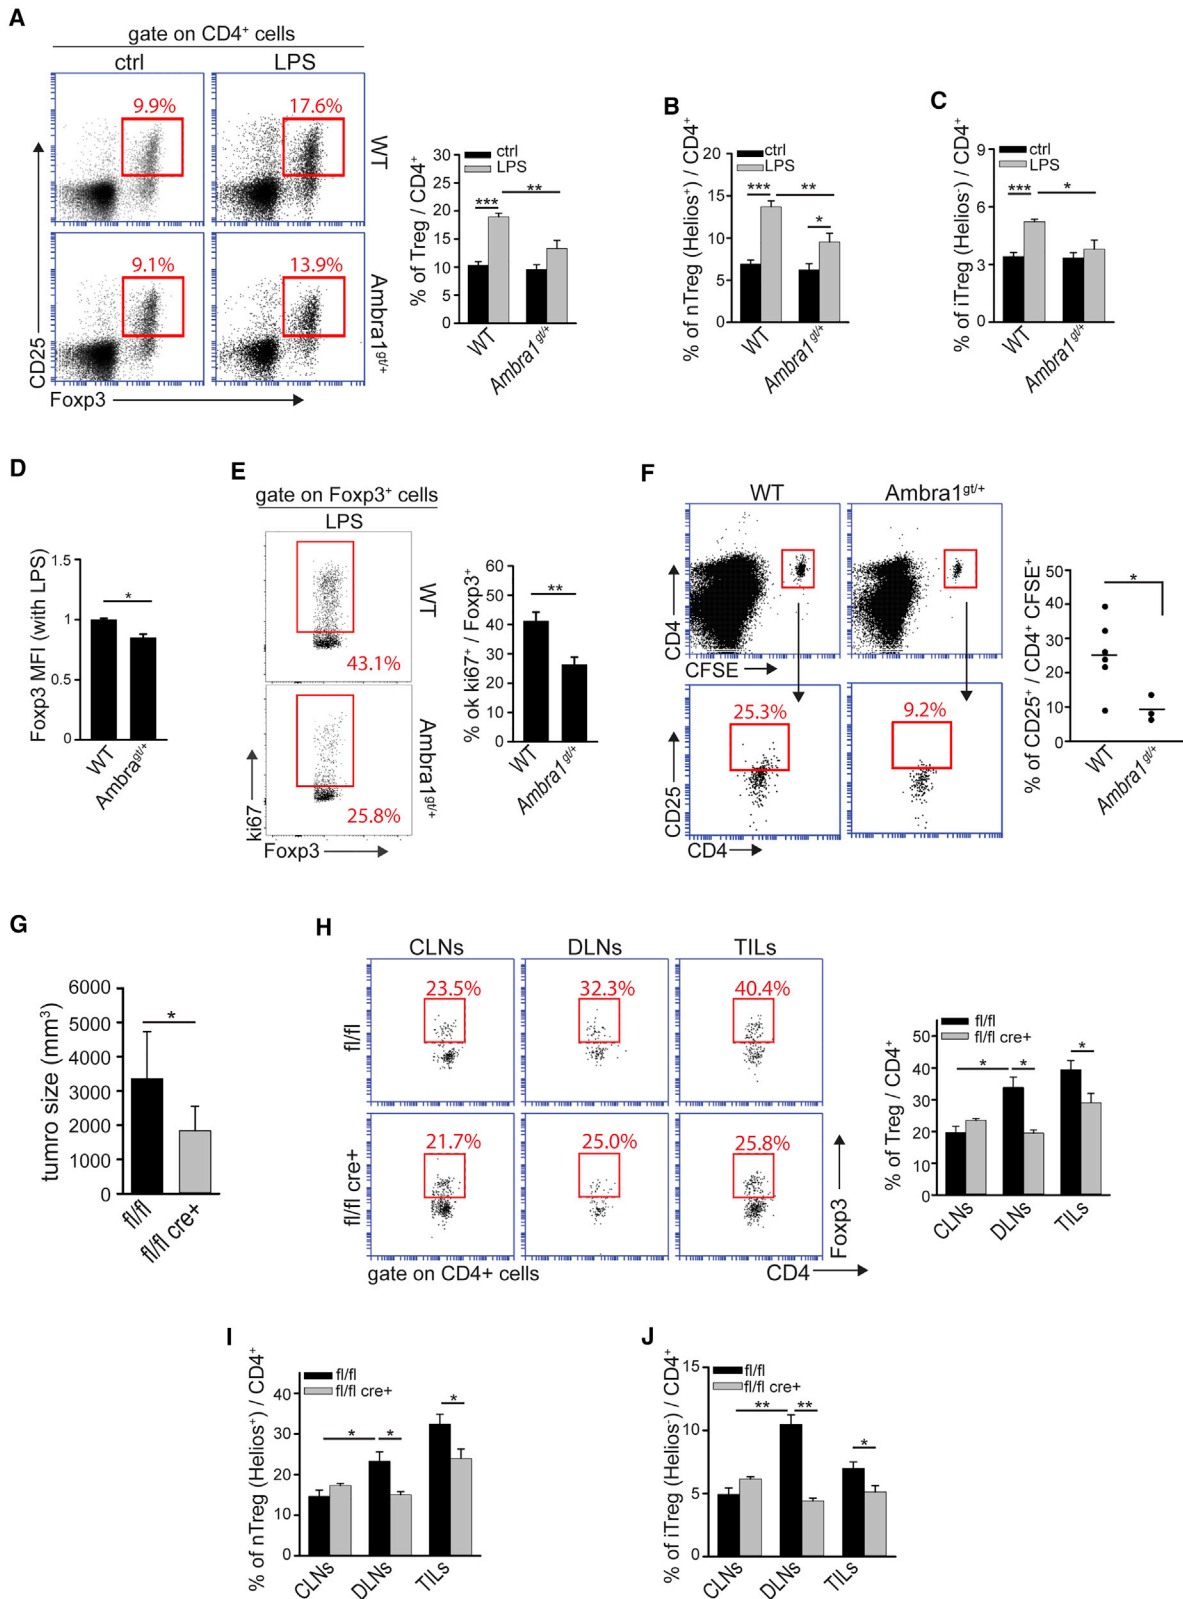 A
gate on CD4⁺ cells
ctrl
LPS
9.9%
17.6%
WT
9.1%
13.9%
Ambra1ᵍᵗ/⁺
CD25
Foxp3
% of Treg / CD4⁺
30
25
20
15
10
5
0
ctrl
LPS
***
**
WT
Ambra1ᵍᵗ/⁺
B
% of nTreg (Helios⁺) / CD4⁺
20
15
10
5
0
ctrl
LPS
***
**
*
WT
Ambra1ᵍᵗ/⁺
C
% of iTreg (Helios⁻) / CD4⁺
9
6
3
0
ctrl
LPS
***
*
WT
Ambra1ᵍᵗ/⁺
D
Foxp3 MFI (with LPS)
1.5
1
0.5
0
*
WT
Ambraᵍᵗ/⁺
E
gate on Foxp3⁺ cells
LPS
WT
43.1%
Ambra1ᵍᵗ/⁺
25.8%
ki67
Foxp3
% ok ki67⁺ / Foxp3⁺
60
50
40
30
20
10
0
**
WT
Ambra1ᵍᵗ/⁺
F
WT
Ambra1ᵍᵗ/⁺
CD4
CFSE
25.3%
9.2%
CD25
CD4
% of CD25⁺ / CD4⁺ CFSE⁺
50
40
30
20
10
0
*
WT
Ambra1ᵍᵗ/⁺
G
tumro size (mm³)
6000
5000
4000
3000
2000
1000
0
*
fl/fl
fl/fl cre+
H
CLNs
DLNs
TILs
fl/fl
23.5%
32.3%
40.4%
fl/fl cre+
21.7%
25.0%
25.8%
Foxp3
gate on CD4+ cells
CD4
% of Treg / CD4⁺
50
40
30
20
10
0
fl/fl
fl/fl cre+
*
*
*
CLNs
DLNs
TILs
I
% of nTreg (Helios⁺) / CD4⁺
40
30
20
10
0
fl/fl
fl/fl cre+
*
*
*
CLNs
DLNs
TILs
J
% of iTreg (Helios⁻) / CD4⁺
15
10
5
0
fl/fl
fl/fl cre+
**
**
*
CLNs
DLNs
TILs